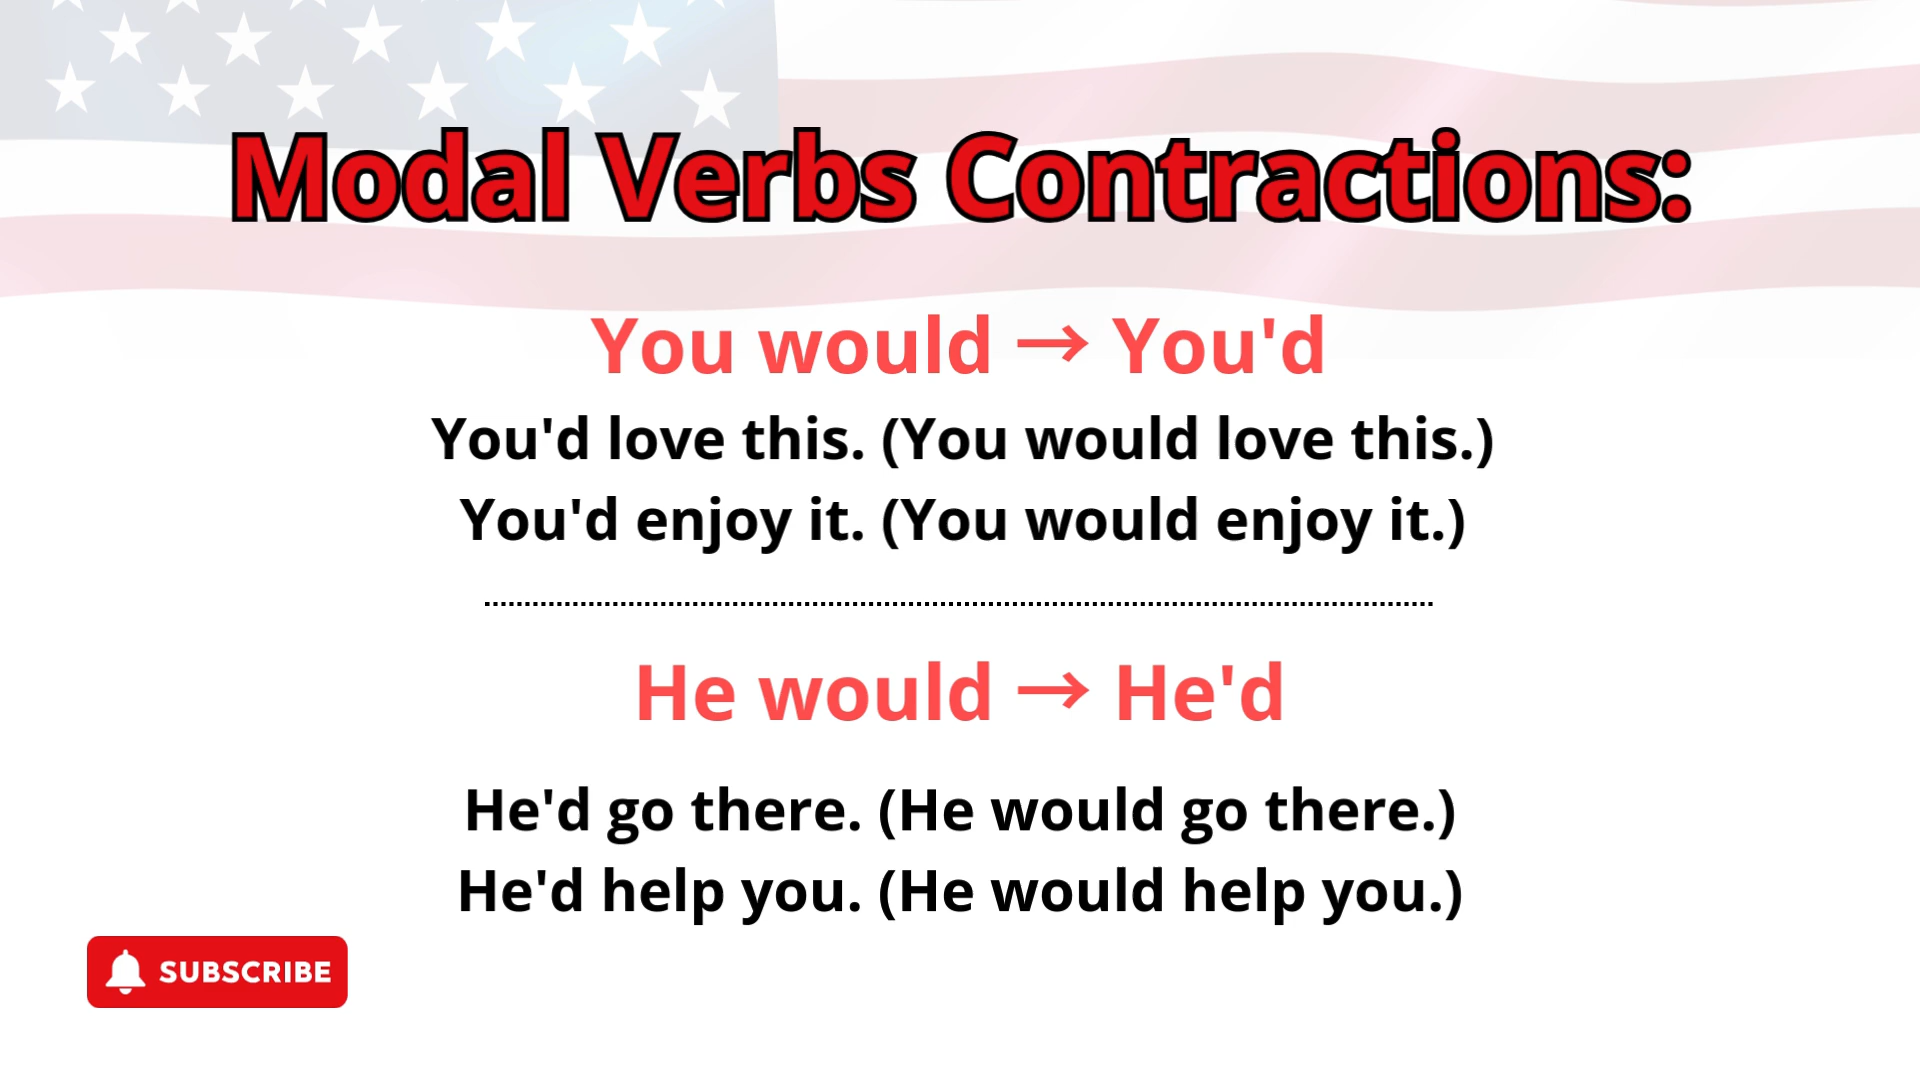 Modal Verbs Contractions:
You would → You'd
You'd love this. (You would love this.)
You'd enjoy it. (You would enjoy it.)
He would → He'd
He'd go there. (He would go there.)
He'd help you. (He would help you.)
SUBSCRIBE